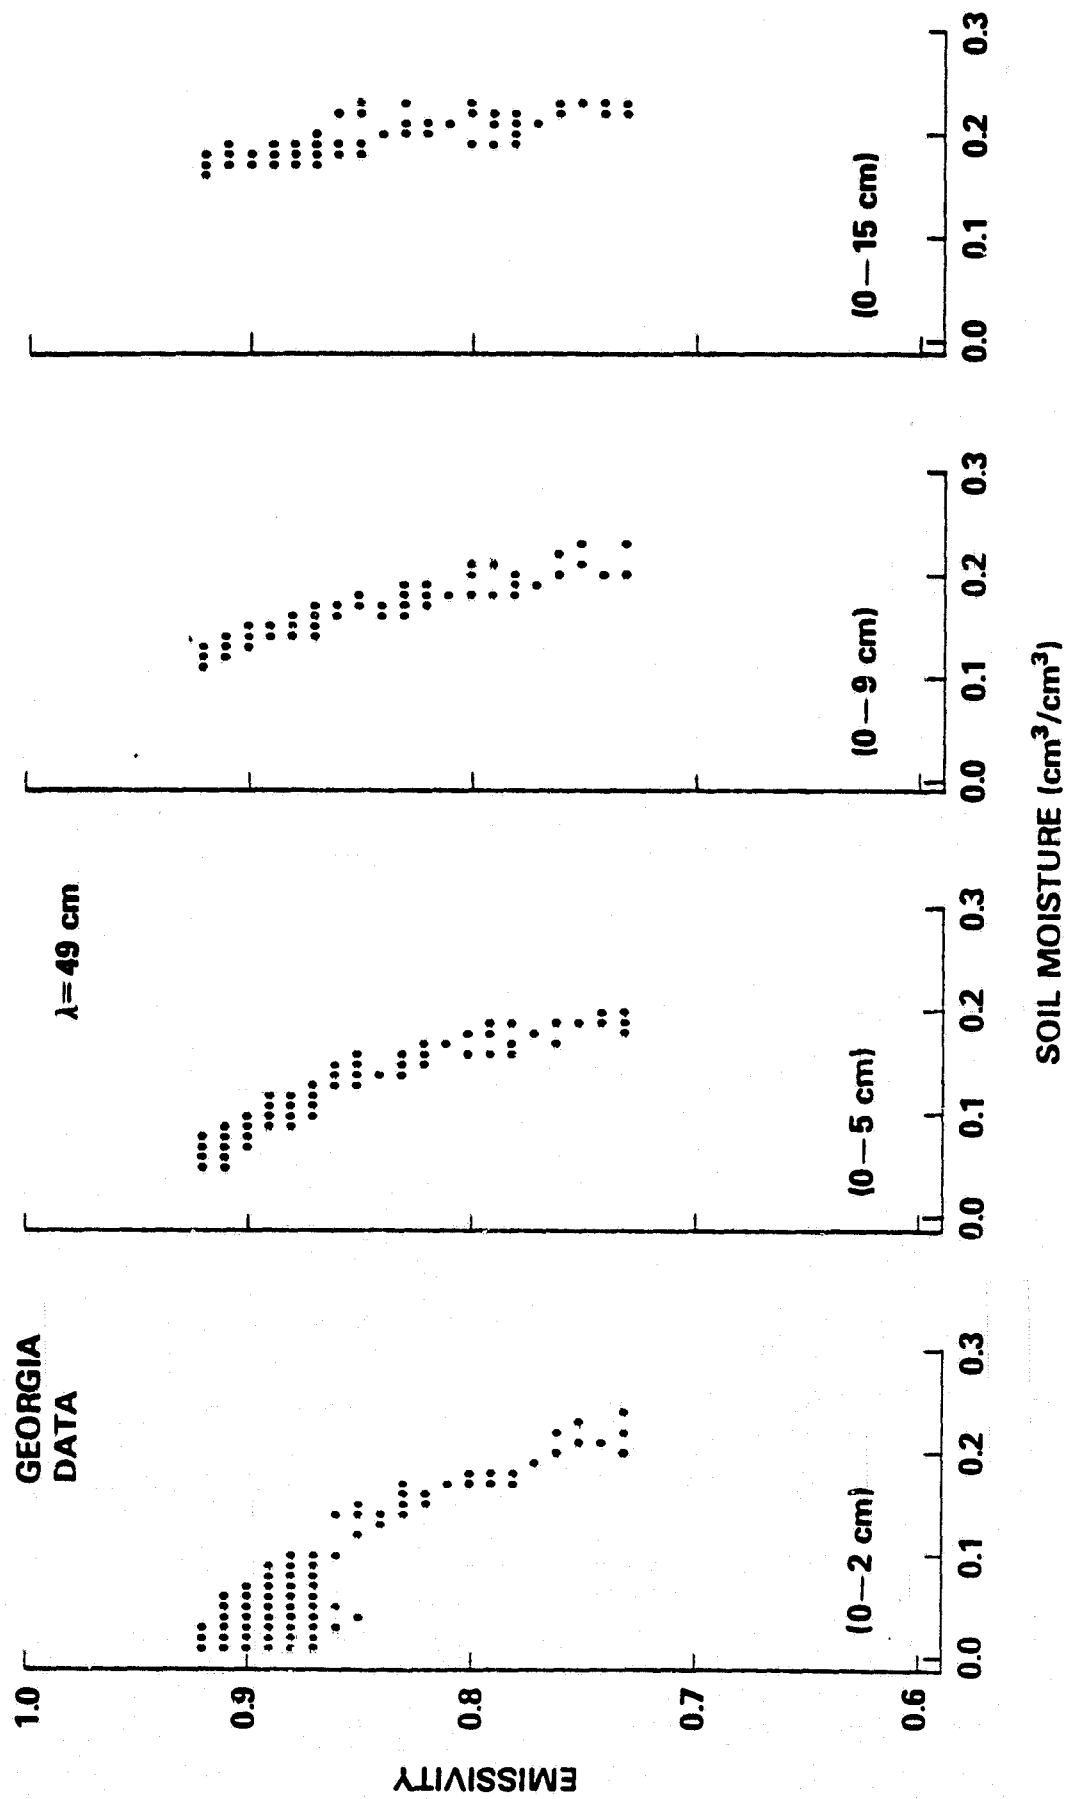 GEORGIA
DATA
λ=49 cm
EMISSIVITY
1.0
0.9
0.8
0.7
0.6
(0—2 cm)
0.0 0.1 0.2 0.3
(0—5 cm)
0.0 0.1 0.2 0.3
(0—9 cm)
0.0 0.1 0.2 0.3
(0—15 cm)
0.0 0.1 0.2 0.3
SOIL MOISTURE (cm³/cm³)